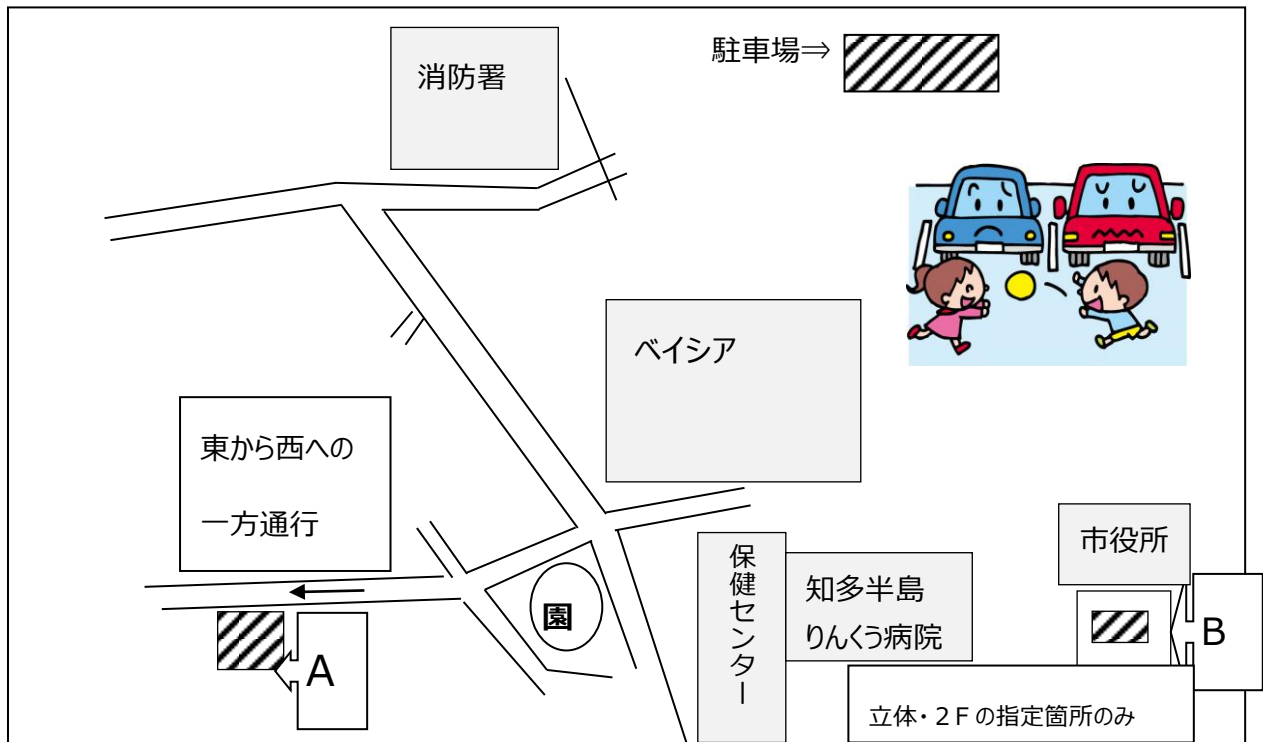 消防署
駐車場⇒
ベイシア
東から西への
一方通行
市役所
保健センター
知多半島
りんくう病院
園
A
B
立体・2Fの指定箇所のみ